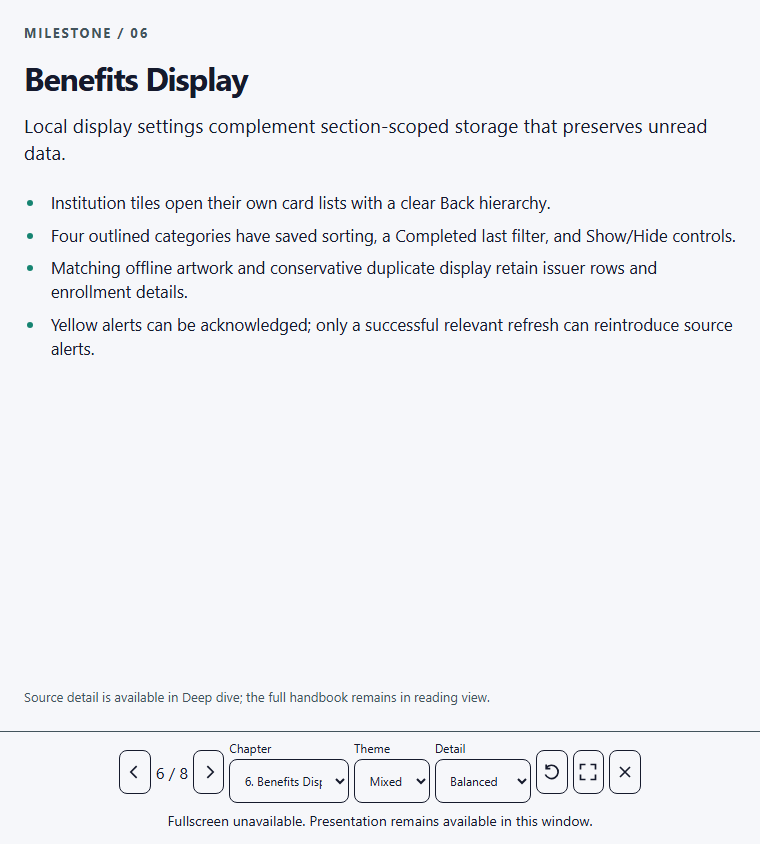 MILESTONE / 06
Benefits Display
Local display settings complement section-scoped storage that preserves unread
data.
Institution tiles open their own card lists with a clear Back hierarchy.
Four outlined categories have saved sorting, a Completed last filter, and Show/Hide controls.
Matching offline artwork and conservative duplicate display retain issuer rows and
enrollment details.
Yellow alerts can be acknowledged; only a successful relevant refresh can reintroduce source
alerts.
Source detail is available in Deep dive; the full handbook remains in reading view.
Chapter Theme Detail
6 / 8 6. Benefits Disp Mixed Balanced
Fullscreen unavailable. Presentation remains available in this window.